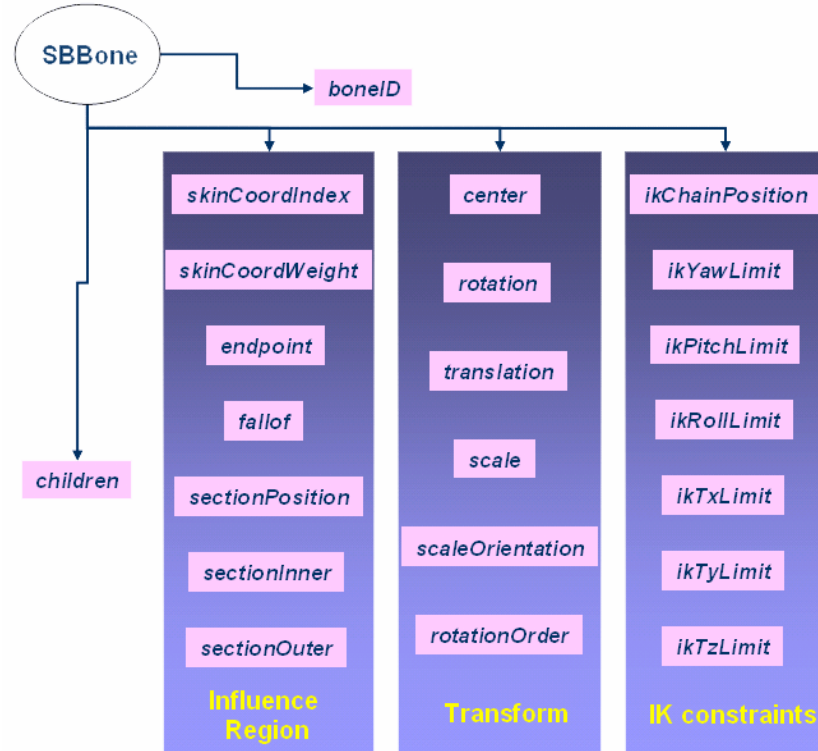 SBBone
boneID
children
skinCoordIndex
skinCoordWeight
endpoint
fallof
sectionPosition
sectionInner
sectionOuter
Influence
Region
center
rotation
translation
scale
scaleOrientation
rotationOrder
Transform
ikChainPosition
ikYawLimit
ikPitchLimit
ikRollLimit
ikTxLimit
ikTyLimit
ikTzLimit
IK constraints